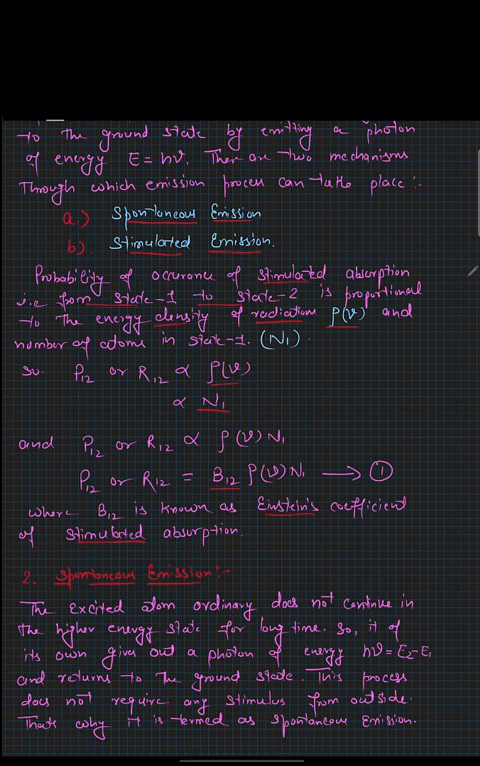 to the ground state by emitting a photon
of energy E = hν. There are two mechanisms
Through which emission process can take place :-
a.) Spontaneous Emission
b) Stimulated Emission.
Probability of occurance of stimulated absorption
i.e from state-1 to state-2 is proportional
to the energy density of radiation ρ(ν) and
number of atoms in state-1. (N₁)
so. P₁₂ or R₁₂ ∝ ρ(ν)
∝ N₁
and P₁₂ or R₁₂ ∝ ρ(ν) N₁
P₁₂ or R₁₂ = B₁₂ ρ(ν) N₁ ⟶ ①
where B₁₂ is known as Einstein's coefficient
of stimulated absorption.
2. Spontaneous Emission :-
The Excited atom ordinary does not continue in
the higher energy state for long time. So, it of
its own gives out a photon of energy hν = E₂-E₁
and returns to the ground state. This process
does not require any stimulus from outside.
Thats why it is termed as spontaneous Emission.